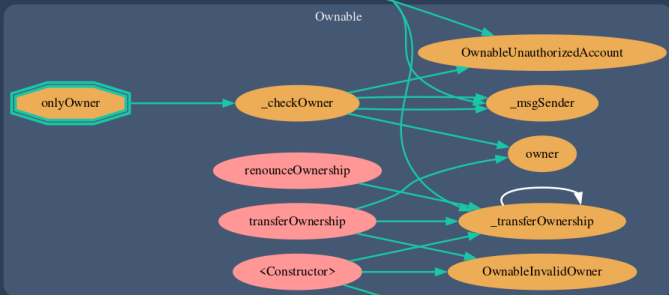 Ownable
OwnableUnauthorizedAccount
onlyOwner
_checkOwner
_msgSender
owner
renounceOwnership
transferOwnership
_transferOwnership
<Constructor>
OwnableInvalidOwner